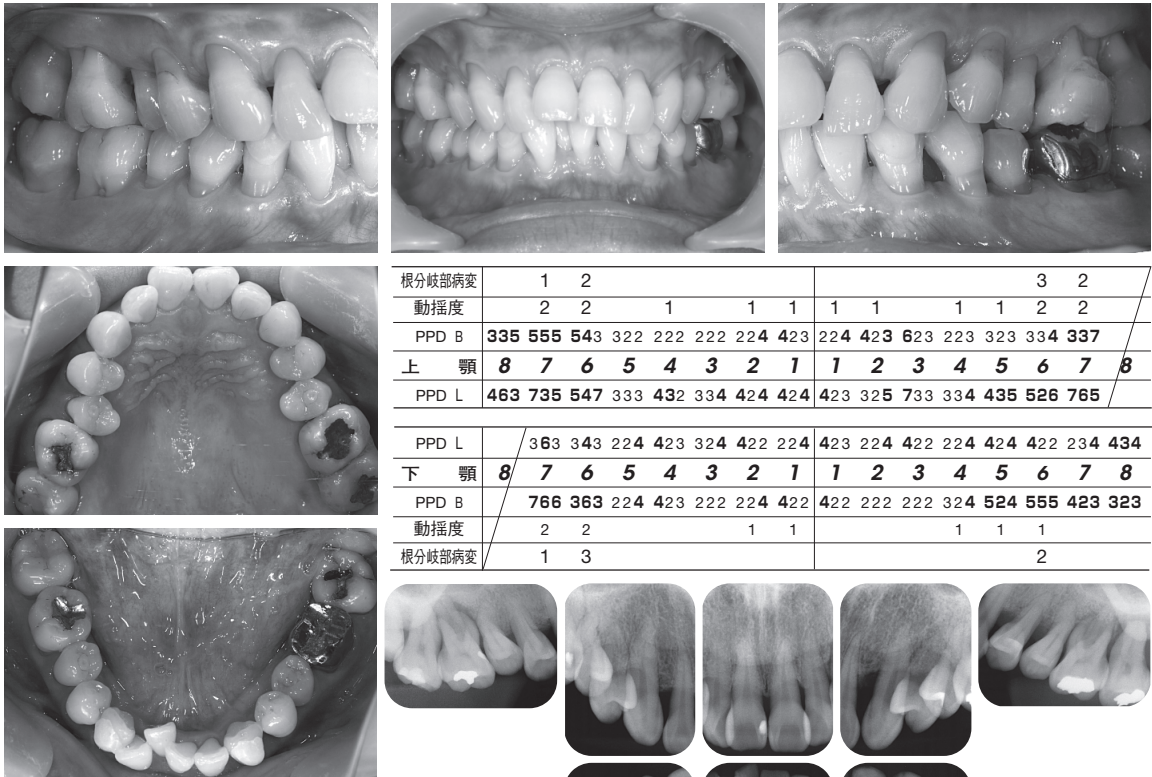 根分岐部病変 1 2 3 2
動揺度 2 2 1 1 1 1 1 1 1 2 2
PPD B 335 555 543 322 222 222 224 423 224 423 623 223 323 334 337
上 顎 8 7 6 5 4 3 2 1 1 2 3 4 5 6 7 8
PPD L 463 735 547 333 432 334 424 424 423 325 733 334 435 526 765
PPD L 363 343 224 423 324 422 224 423 224 422 224 424 422 234 434
下 顎 8 7 6 5 4 3 2 1 1 2 3 4 5 6 7 8
PPD B 766 363 224 423 222 224 422 422 222 222 324 524 555 423 323
動揺度 2 2 1 1 1 1 1
根分岐部病変 1 3 2